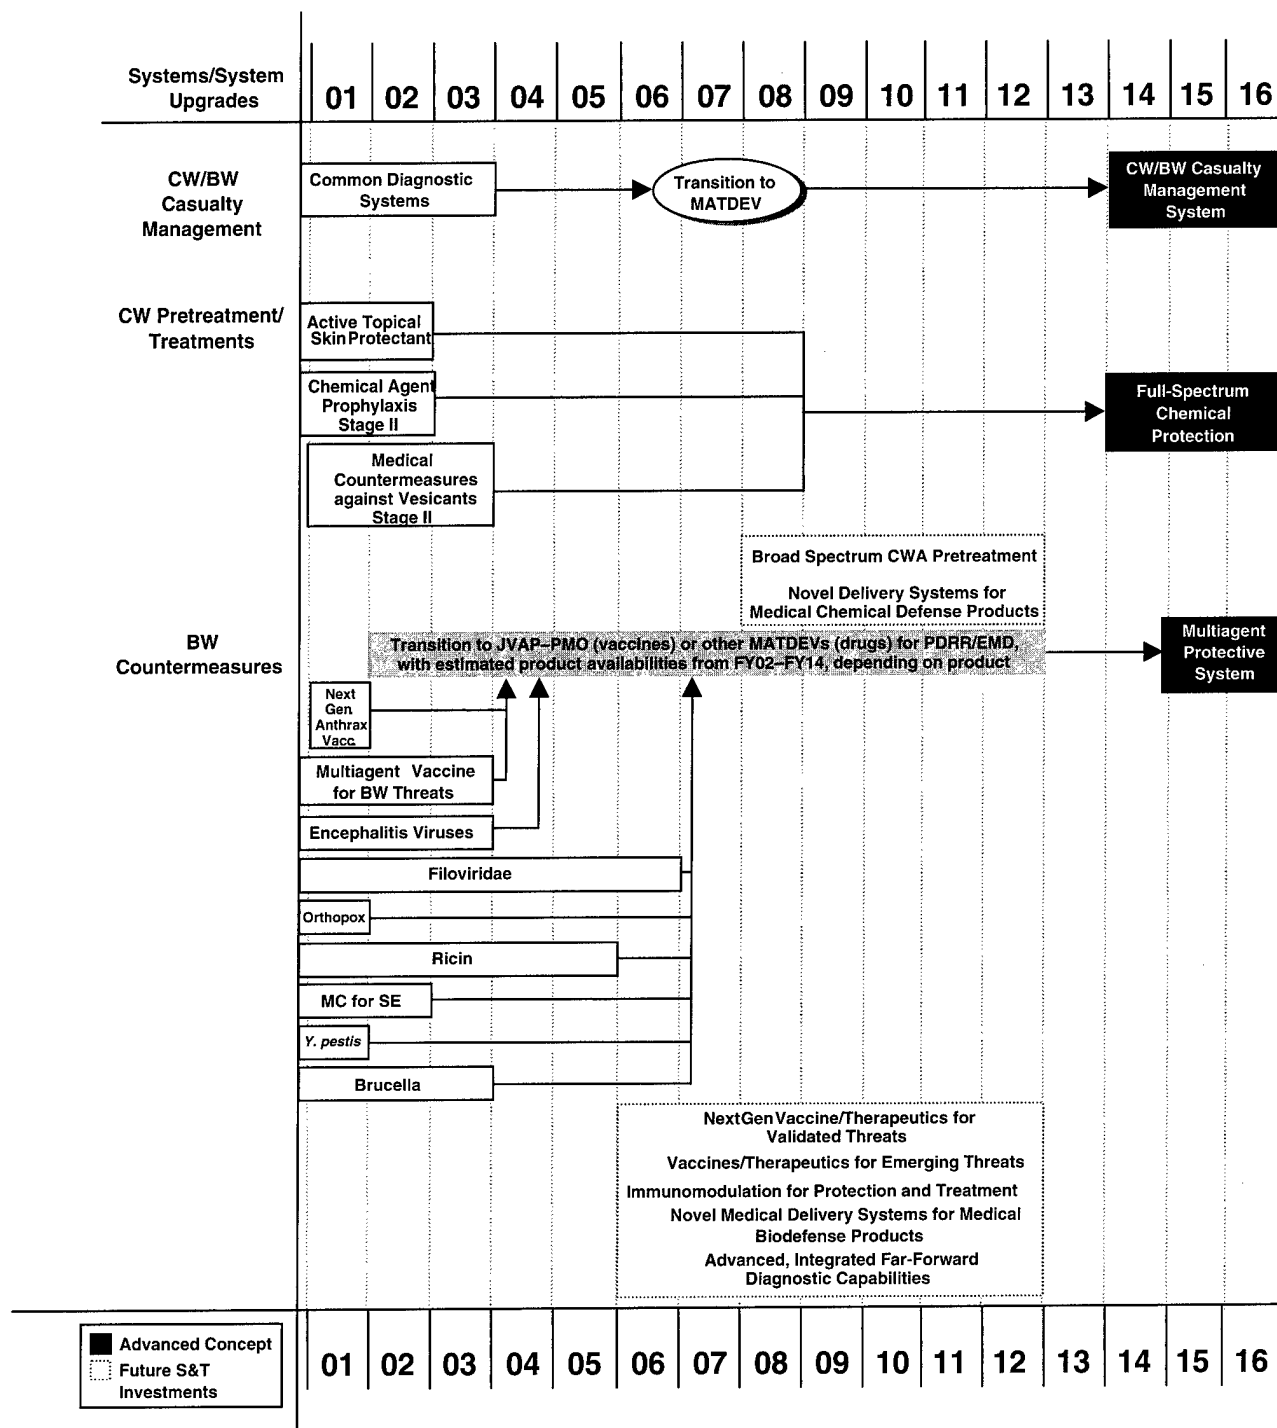 Systems/System
Upgrades
01 02 03 04 05 06 07 08 09 10 11 12 13 14 15 16
CW/BW
Casualty
Management
Common Diagnostic
Systems
Transition to
MATDEV
CW/BW Casualty
Management
System
CW Pretreatment/
Treatments
Active Topical
Skin Protectant
Chemical Agent
Prophylaxis
Stage II
Medical
Countermeasures
against Vesicants
Stage II
Full-Spectrum
Chemical
Protection
Broad Spectrum CWA Pretreatment
Novel Delivery Systems for
Medical Chemical Defense Products
BW
Countermeasures
Transition to JVAP–PMO (vaccines) or other MATDEVs (drugs) for PDRR/EMD,
with estimated product availabilities from FY02–FY14, depending on product
Multiagent
Protective
System
Next
Gen.
Anthrax
Vacc.
Multiagent Vaccine
for BW Threats
Encephalitis Viruses
Filoviridae
Orthopox
Ricin
MC for SE
Y. pestis
Brucella
NextGen Vaccine/Therapeutics for
Validated Threats
Vaccines/Therapeutics for Emerging Threats
Immunomodulation for Protection and Treatment
Novel Medical Delivery Systems for Medical
Biodefense Products
Advanced, Integrated Far-Forward
Diagnostic Capabilities
Advanced Concept
Future S&T
Investments
01 02 03 04 05 06 07 08 09 10 11 12 13 14 15 16